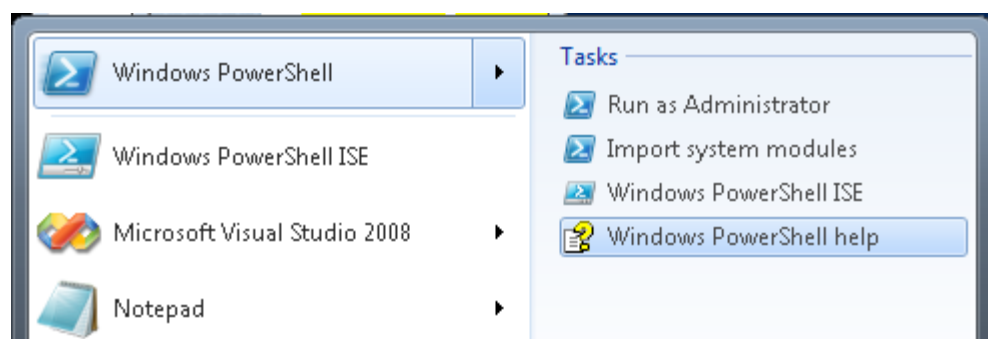 Windows PowerShell
Windows PowerShell ISE
Microsoft Visual Studio 2008
Notepad
Tasks
Run as Administrator
Import system modules
Windows PowerShell ISE
Windows PowerShell help